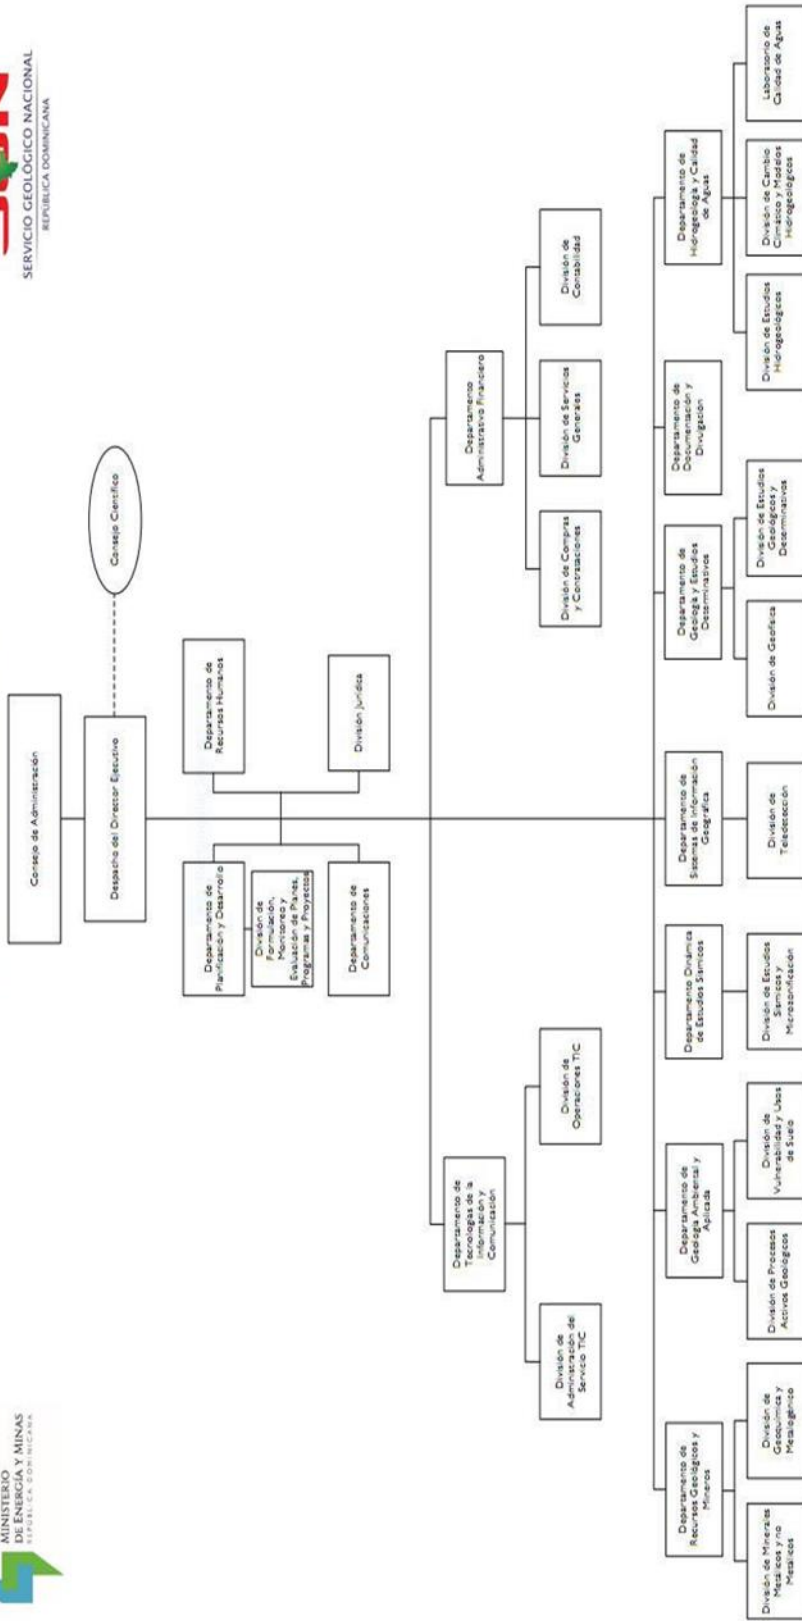 MINISTERIO
DE ENERGÍA Y MINAS
REPÚBLICA DOMINICANA
SERVICIO GEOLÓGICO NACIONAL
REPÚBLICA DOMINICANA
Consejo de Administración
Despacho del Director Ejecutivo
Consejo Científico
Departamento de
Planificación y Desarrollo
División de
Formulación,
Monitoreo y
Evaluación de Planes,
Programas y Proyectos
Departamento de
Comunicaciones
Departamento de
Recursos Humanos
División Jurídica
Departamento de
Tecnologías de la
Información y
Comunicación
División de
Administración del
Servicio TIC
División de
Operaciones TIC
Departamento
Administrativo Financiero
División de Compras
y Contrataciones
División de Servicios
Generales
División de
Contabilidad
Departamento de
Recursos Geológicos y
Mineros
División de Minerales
Metálicos y no
Metálicos
División de
Geoquímica y
Metalogénico
Departamento de
Geología Ambiental y
Aplicada
División de Procesos
Activos Geológicos
División de
Vulnerabilidad y Usos
de Suelo
Departamento Dinámica
de Estudios Sísmicos
División de Estudios
Sísmicos y
Microzonificación
Departamento de
Sistemas de Información
Geográfica
División de
Teledetección
Departamento de
Geología y Estudios
Determinativos
División de Geofísica
División de Estudios
Geológicos y
Determinativos
Departamento de
Documentación y
Divulgación
Departamento de
Hidrogeología y Calidad
de Aguas
División de Estudios
Hidrogeológicos
División de Cambio
Climático y Modelos
Hidrogeológicos
Laboratorio de
Calidad de Aguas